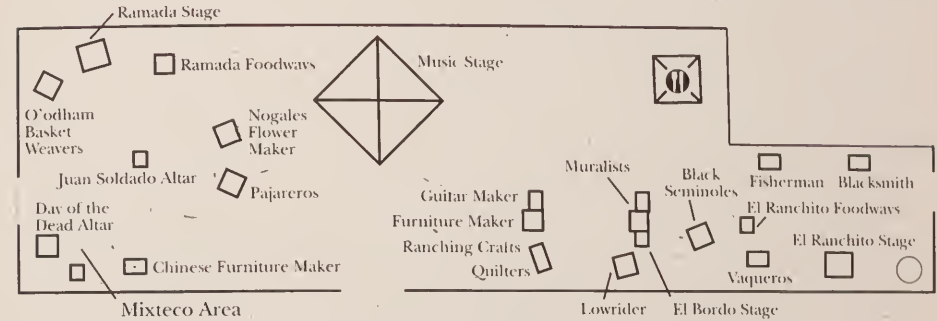 Ramada Stage
Ramada Foodways
Music Stage
O'odham
Basket
Weavers
Nogales
Flower
Maker
Juan Soldado Altar
Pajareros
Day of the
Dead Altar
Chinese Furniture Maker
Mixteco Area
Guitar Maker
Furniture Maker
Ranching Crafts
Quilters
Muralists
Black
Seminoles
Lowrider
El Bordo Stage
Fisherman
Blacksmith
El Ranchito Foodways
El Ranchito Stage
Vaqueros